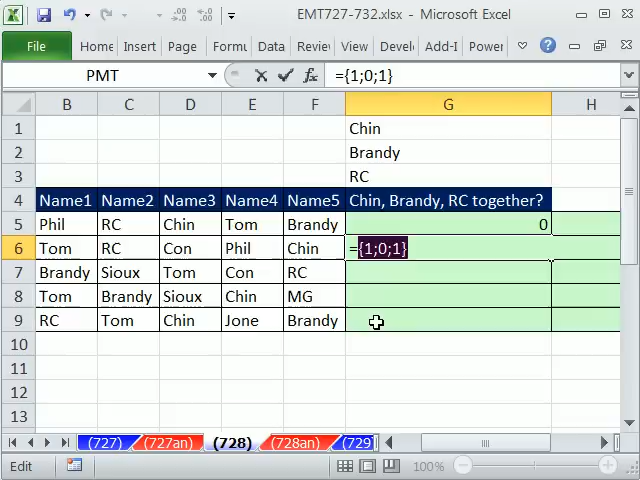 EMT727-732.xlsx - Microsoft Excel
File Home Insert Page Formu Data Review View Develo Add-I Power
PMT fx ={1;0;1}
B C D E F G H
1 Chin
2 Brandy
3 RC
4 Name1 Name2 Name3 Name4 Name5 Chin, Brandy, RC together?
5 Phil RC Chin Tom Brandy 0
6 Tom RC Con Phil Chin ={1;0;1}
7 Brandy Sioux Tom Con RC
8 Tom Brandy Sioux Chin MG
9 RC Tom Chin Jone Brandy
10
11
12
13
(727) (727an) (728) (728an) (729
Edit 100%